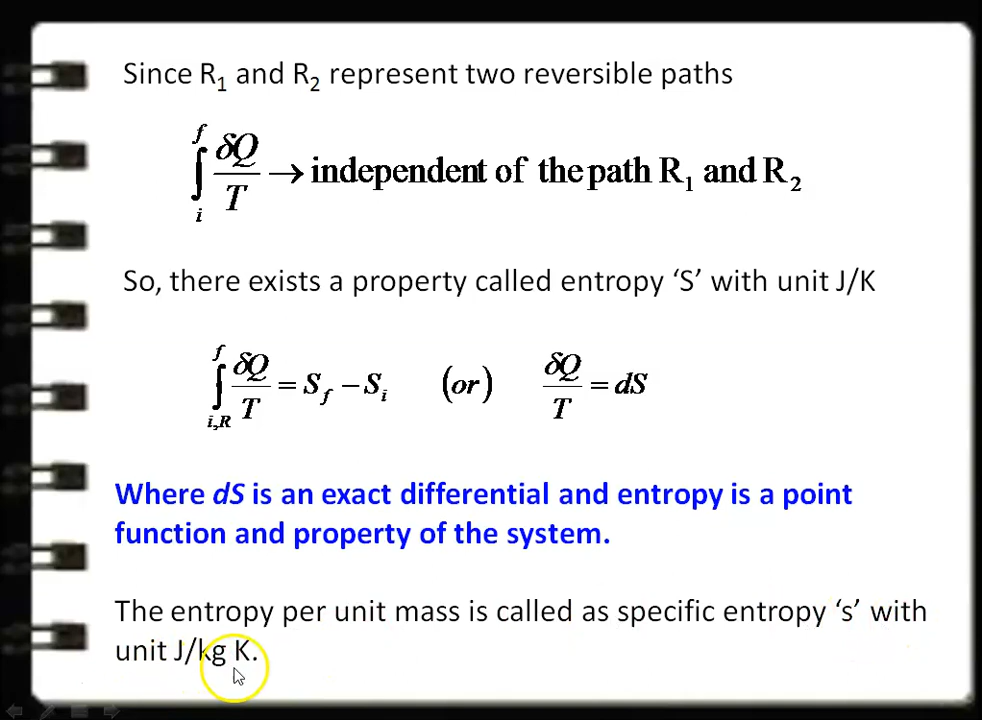 Since R₁ and R₂ represent two reversible paths
∫ᵢᶠ δQ/T → independent of the path R₁ and R₂
So, there exists a property called entropy ‘S’ with unit J/K
∫ᵢ,ᴿᶠ δQ/T = S_f − S_i (or) δQ/T = dS
Where dS is an exact differential and entropy is a point
function and property of the system.
The entropy per unit mass is called as specific entropy ‘s’ with
unit J/kg K.